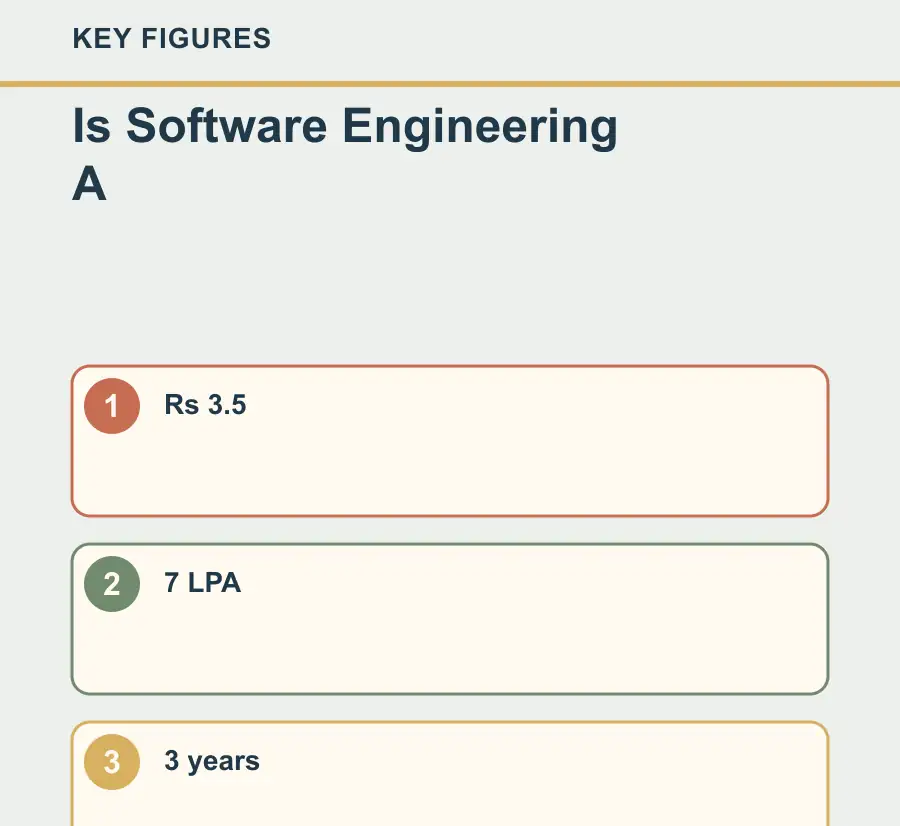 KEY FIGURES
Is Software Engineering
A
1 Rs 3.5
2 7 LPA
3 3 years